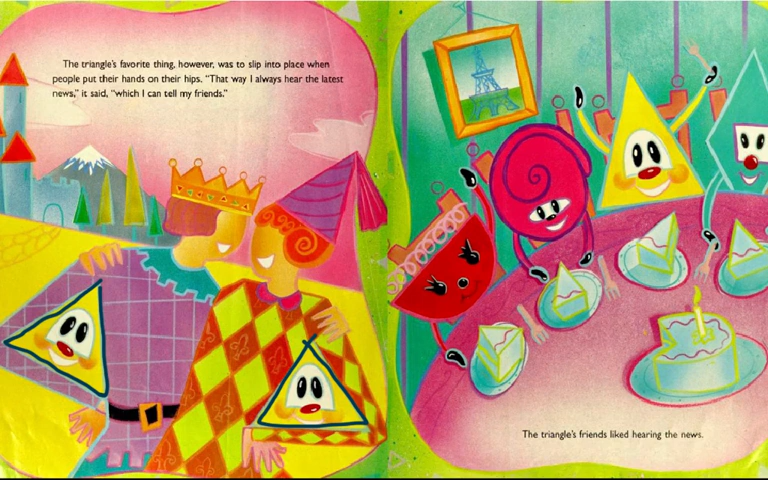 The triangle's favorite thing, however, was to slip into place when
people put their hands on their hips. "That way I always hear the latest
news," it said, "which I can tell my friends."
The triangle's friends liked hearing the news.